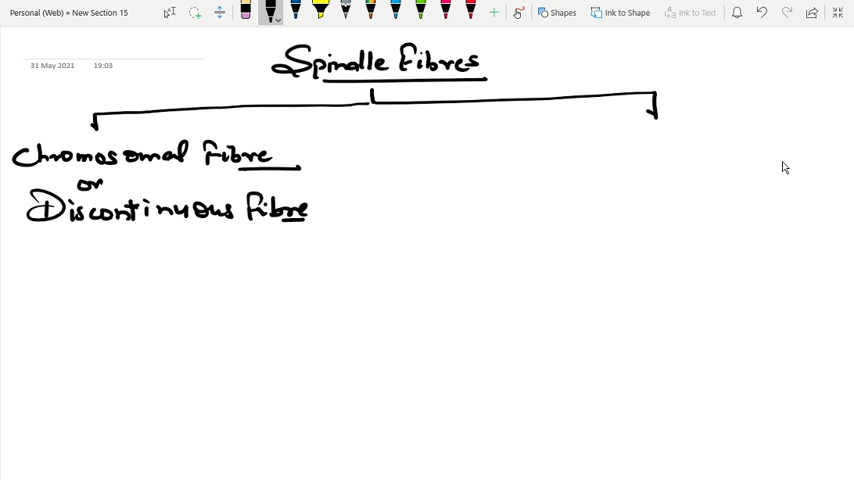 Personal (Web) » New Section 15
Shapes
Ink to Shape
Ink to Text
31 May 2021 19:03
Spindle Fibres
Chromosomal Fibre
or
Discontinuous Fibre